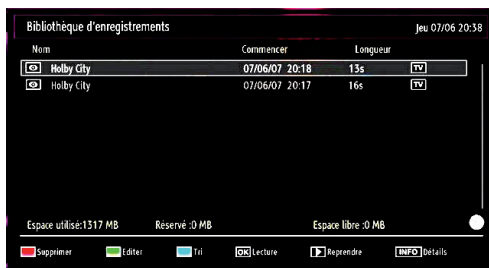 Bibliothèque d'enregistrements Jeu 07/06 20:38
Nom Commencer Longueur
Holby City 07/06/07 20:18 13s TV
Holby City 07/06/07 20:17 16s TV
Espace utilisé:1317 MB Réservé :0 MB Espace libre :0 MB
Supprimer Editer Tri OK Lecture Reprendre INFO Détails